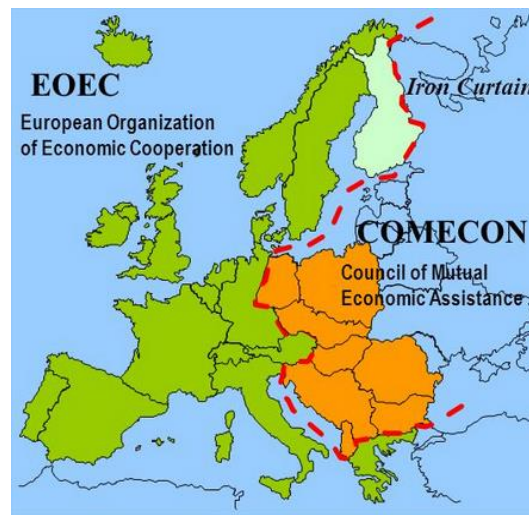 EOEC
European Organization
of Economic Cooperation
Iron Curtain
COMECON
Council of Mutual
Economic Assistance